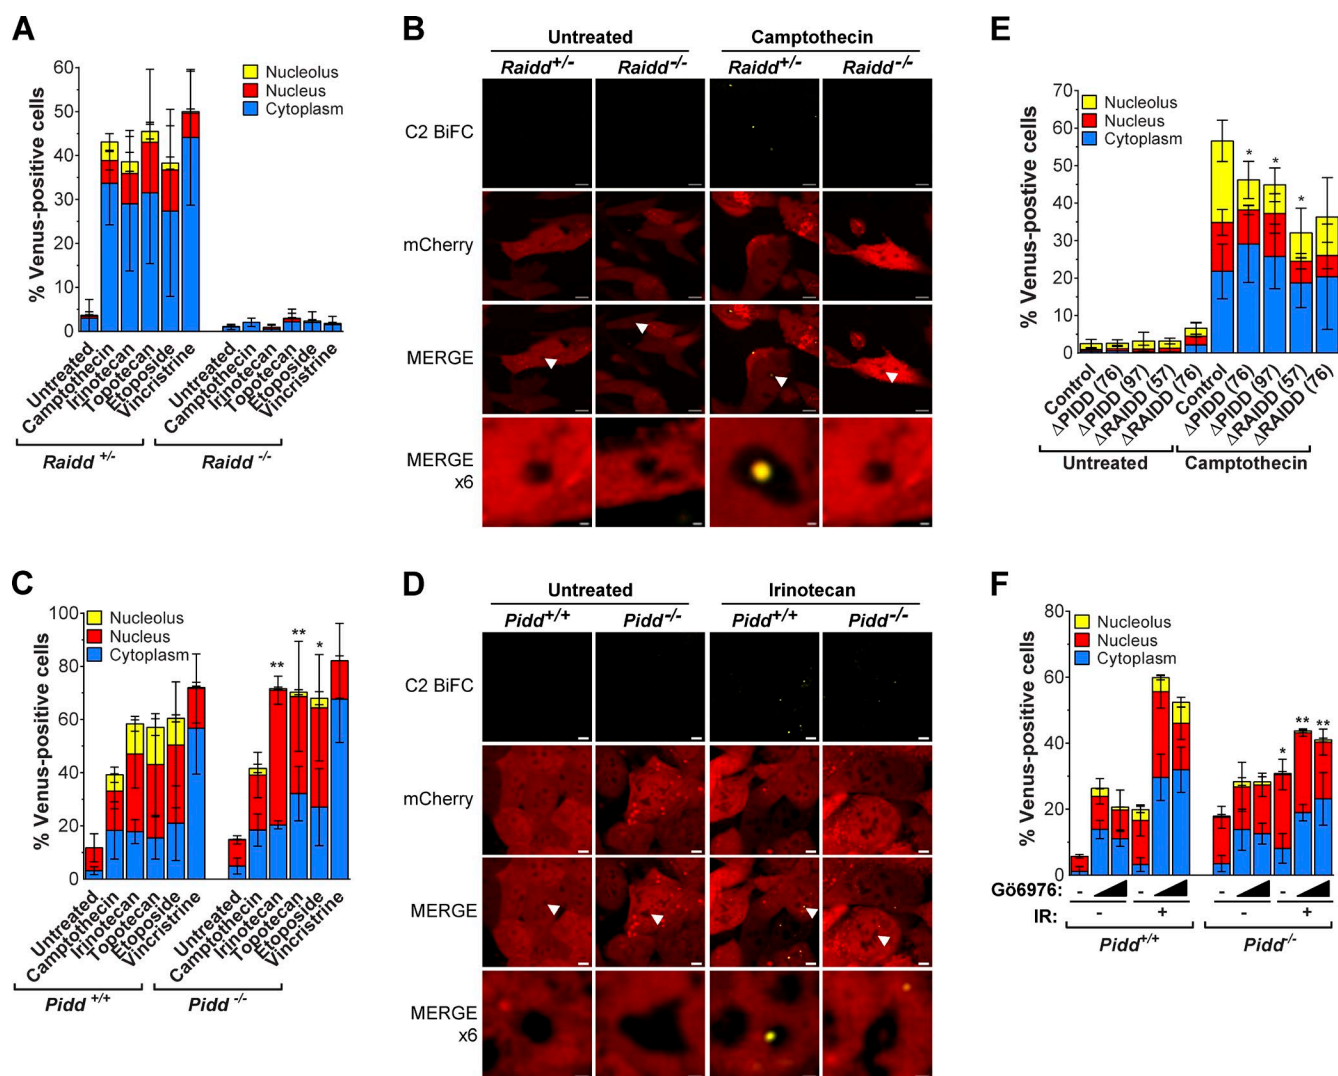 A
% Venus-positive cells
60
50
40
30
20
10
0
Nucleolus
Nucleus
Cytoplasm
Untreated
Camptothecin
Irinotecan
Topotecan
Etoposide
Vincristine
Untreated
Camptothecin
Irinotecan
Topotecan
Etoposide
Vincristine
Raidd +/-
Raidd -/-
B
Untreated
Camptothecin
Raidd+/-
Raidd-/-
Raidd+/-
Raidd-/-
C2 BiFC
mCherry
MERGE
MERGE
x6
E
% Venus-postive cells
70
60
50
40
30
20
10
0
Nucleolus
Nucleus
Cytoplasm
*
*
*
Control
ΔPIDD (76)
ΔPIDD (97)
ΔRAIDD (57)
ΔRAIDD (76)
Control
ΔPIDD (76)
ΔPIDD (97)
ΔRAIDD (57)
ΔRAIDD (76)
Untreated
Camptothecin
C
% Venus-positive cells
100
80
60
40
20
0
Nucleolus
Nucleus
Cytoplasm
**
**
*
Untreated
Camptothecin
Irinotecan
Topotecan
Etoposide
Vincristine
Untreated
Camptothecin
Irinotecan
Topotecan
Etoposide
Vincristine
Pidd +/+
Pidd -/-
D
Untreated
Irinotecan
Pidd+/+
Pidd-/-
Pidd+/+
Pidd-/-
C2 BiFC
mCherry
MERGE
MERGE
x6
F
% Venus-positive cells
80
60
40
20
0
Nucleolus
Nucleus
Cytoplasm
*
**
**
Gö6976: - - - -
IR: - + - +
Pidd+/+
Pidd-/-